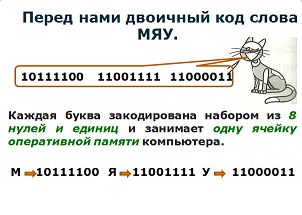 Перед нами двоичный код слова
МЯУ.
10111100 11001111 11000011
Каждая буква закодирована набором из 8
нулей и единиц и занимает одну ячейку
оперативной памяти компьютера.
М 10111100 Я 11001111 У 11000011